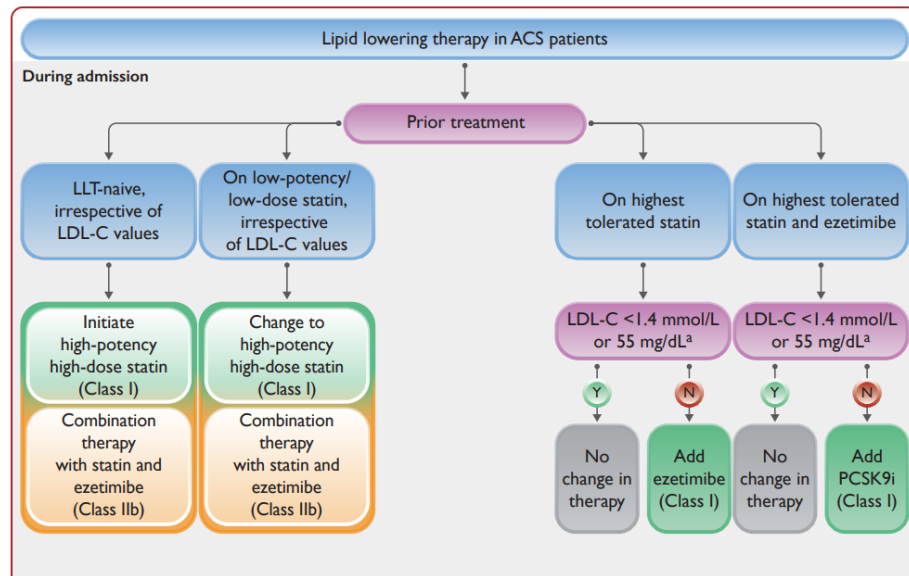 Lipid lowering therapy in ACS patients
During admission
Prior treatment
LLT-naive,
irrespective of
LDL-C values
On low-potency/
low-dose statin,
irrespective
of LDL-C values
On highest
tolerated statin
On highest tolerated
statin and ezetimibe
Initiate
high-potency
high-dose statin
(Class I)
Change to
high-potency
high-dose statin
(Class I)
LDL-C <1.4 mmol/L
or 55 mg/dLᵃ
LDL-C <1.4 mmol/L
or 55 mg/dLᵃ
Y
N
Y
N
Combination
therapy
with statin and
ezetimibe
(Class IIb)
Combination
therapy
with statin and
ezetimibe
(Class IIb)
No
change in
therapy
Add
ezetimibe
(Class I)
No
change in
therapy
Add
PCSK9i
(Class I)